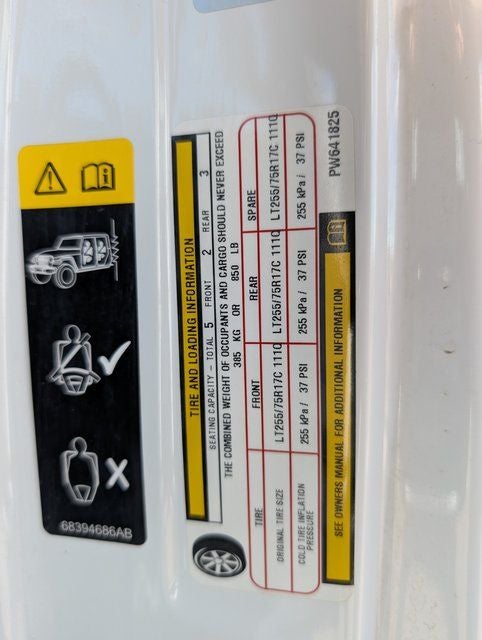 68394686AB
TIRE AND LOADING INFORMATION
SEATING CAPACITY - TOTAL 5 FRONT 2 REAR 3
THE COMBINED WEIGHT OF OCCUPANTS AND CARGO SHOULD NEVER EXCEED
385 KG OR 850 LB
TIRE FRONT REAR SPARE
ORIGINAL TIRE SIZE LT255/75R17C 111Q LT255/75R17C 111Q LT255/75R17C 111Q
COLD TIRE INFLATION PRESSURE 255 kPa / 37 PSI 255 kPa / 37 PSI 255 kPa / 37 PSI
SEE OWNERS MANUAL FOR ADDITIONAL INFORMATION
PW641825